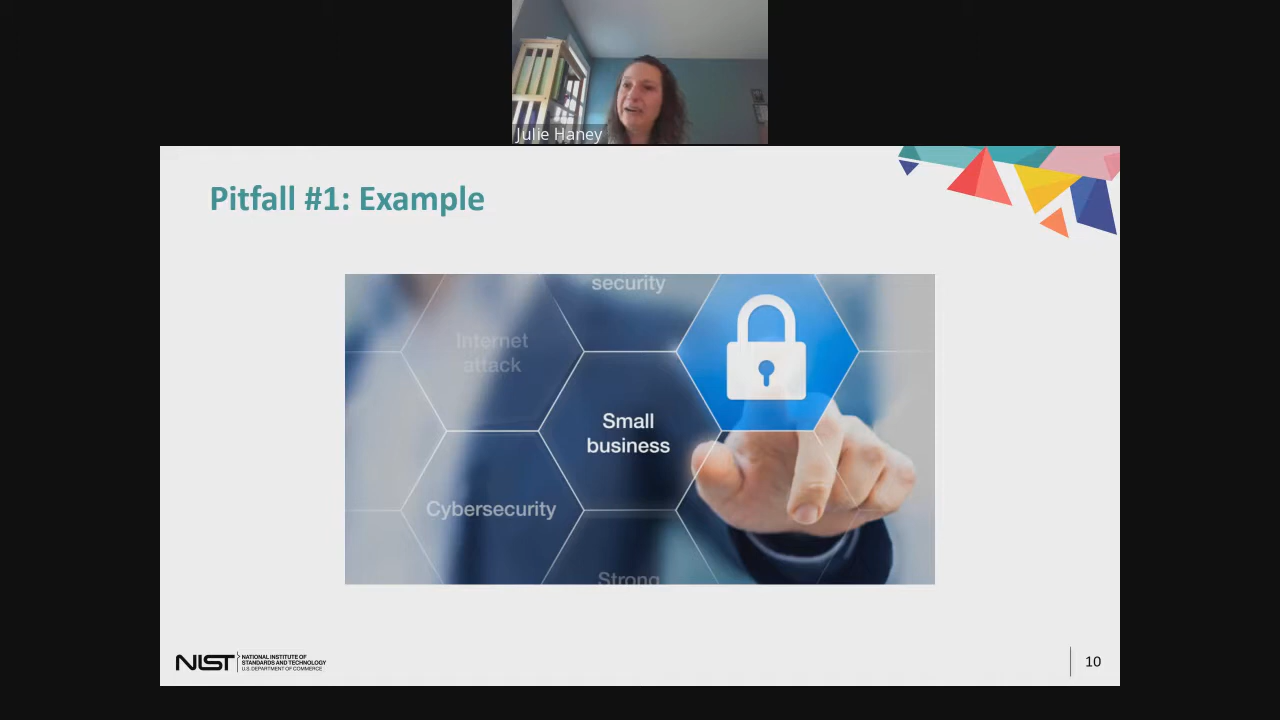 Julie Haney
Pitfall #1: Example
security
Internet
attack
Small
business
Cybersecurity
Strong
NIST
NATIONAL INSTITUTE OF
STANDARDS AND TECHNOLOGY
U.S. DEPARTMENT OF COMMERCE
10